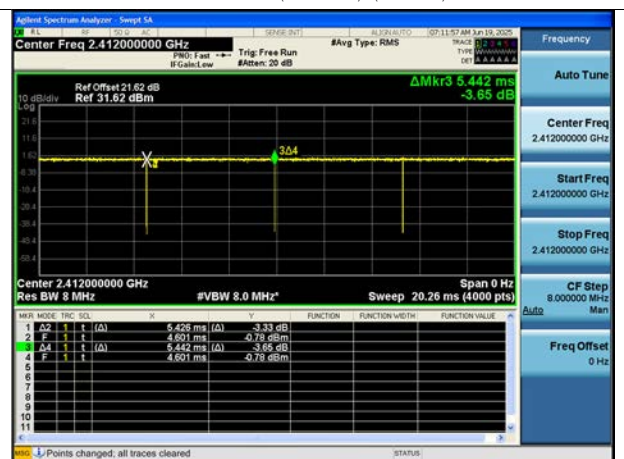 Agilent Spectrum Analyzer - Swept SA
RL RF 50 Ω AC SENSE:INT ALIGN AUTO 07:11:57 AM Jun 19, 2025
Center Freq 2.412000000 GHz
PNO: Fast
IFGain:Low
Trig: Free Run
#Atten: 20 dB
#Avg Type: RMS
TRACE 1 2 3 4 5 6
TYPE
DET A A A A A A
Frequency
Auto Tune
Center Freq
2.412000000 GHz
Start Freq
2.412000000 GHz
Stop Freq
2.412000000 GHz
CF Step
8.000000 MHz
Auto Man
Freq Offset
0 Hz
ΔMkr3 5.442 ms
-3.65 dB
Ref Offset 21.62 dB
10 dB/div Ref 31.62 dBm
Log
21.6
11.6
1.62
-8.38
-18.4
-28.4
-38.4
-48.4
-58.4
3Δ4
Center 2.412000000 GHz Span 0 Hz
Res BW 8 MHz #VBW 8.0 MHz* Sweep 20.26 ms (4000 pts)
MKR MODE TRC SCL X Y FUNCTION FUNCTION WIDTH FUNCTION VALUE
1 Δ2 1 t (Δ) 5.426 ms (Δ) -3.33 dB
2 F 1 t 4.601 ms -0.78 dBm
3 Δ4 1 t (Δ) 5.442 ms (Δ) -3.65 dB
4 F 1 t 4.601 ms -0.78 dBm
5
6
7
8
9
10
11
MSG Points changed; all traces cleared STATUS